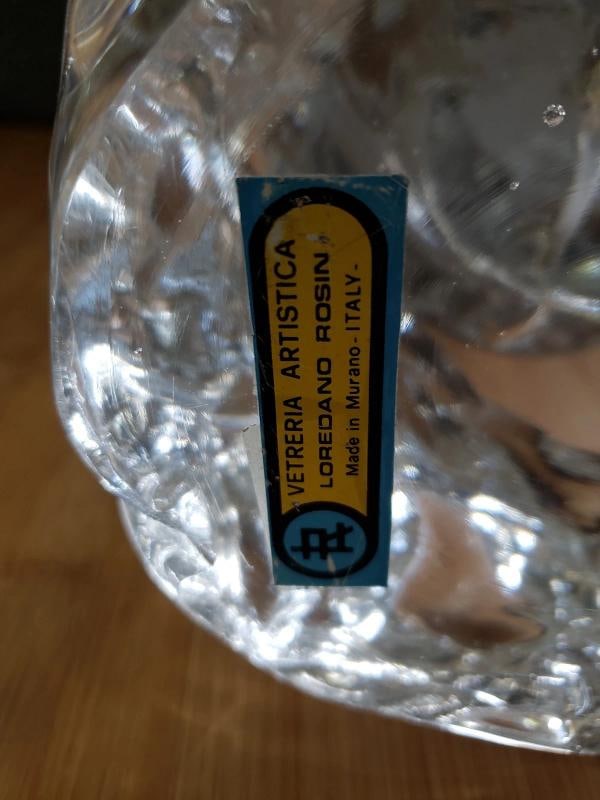 VETRERIA ARTISTICA
LOREDANO ROSIN
Made in Murano - ITALY -